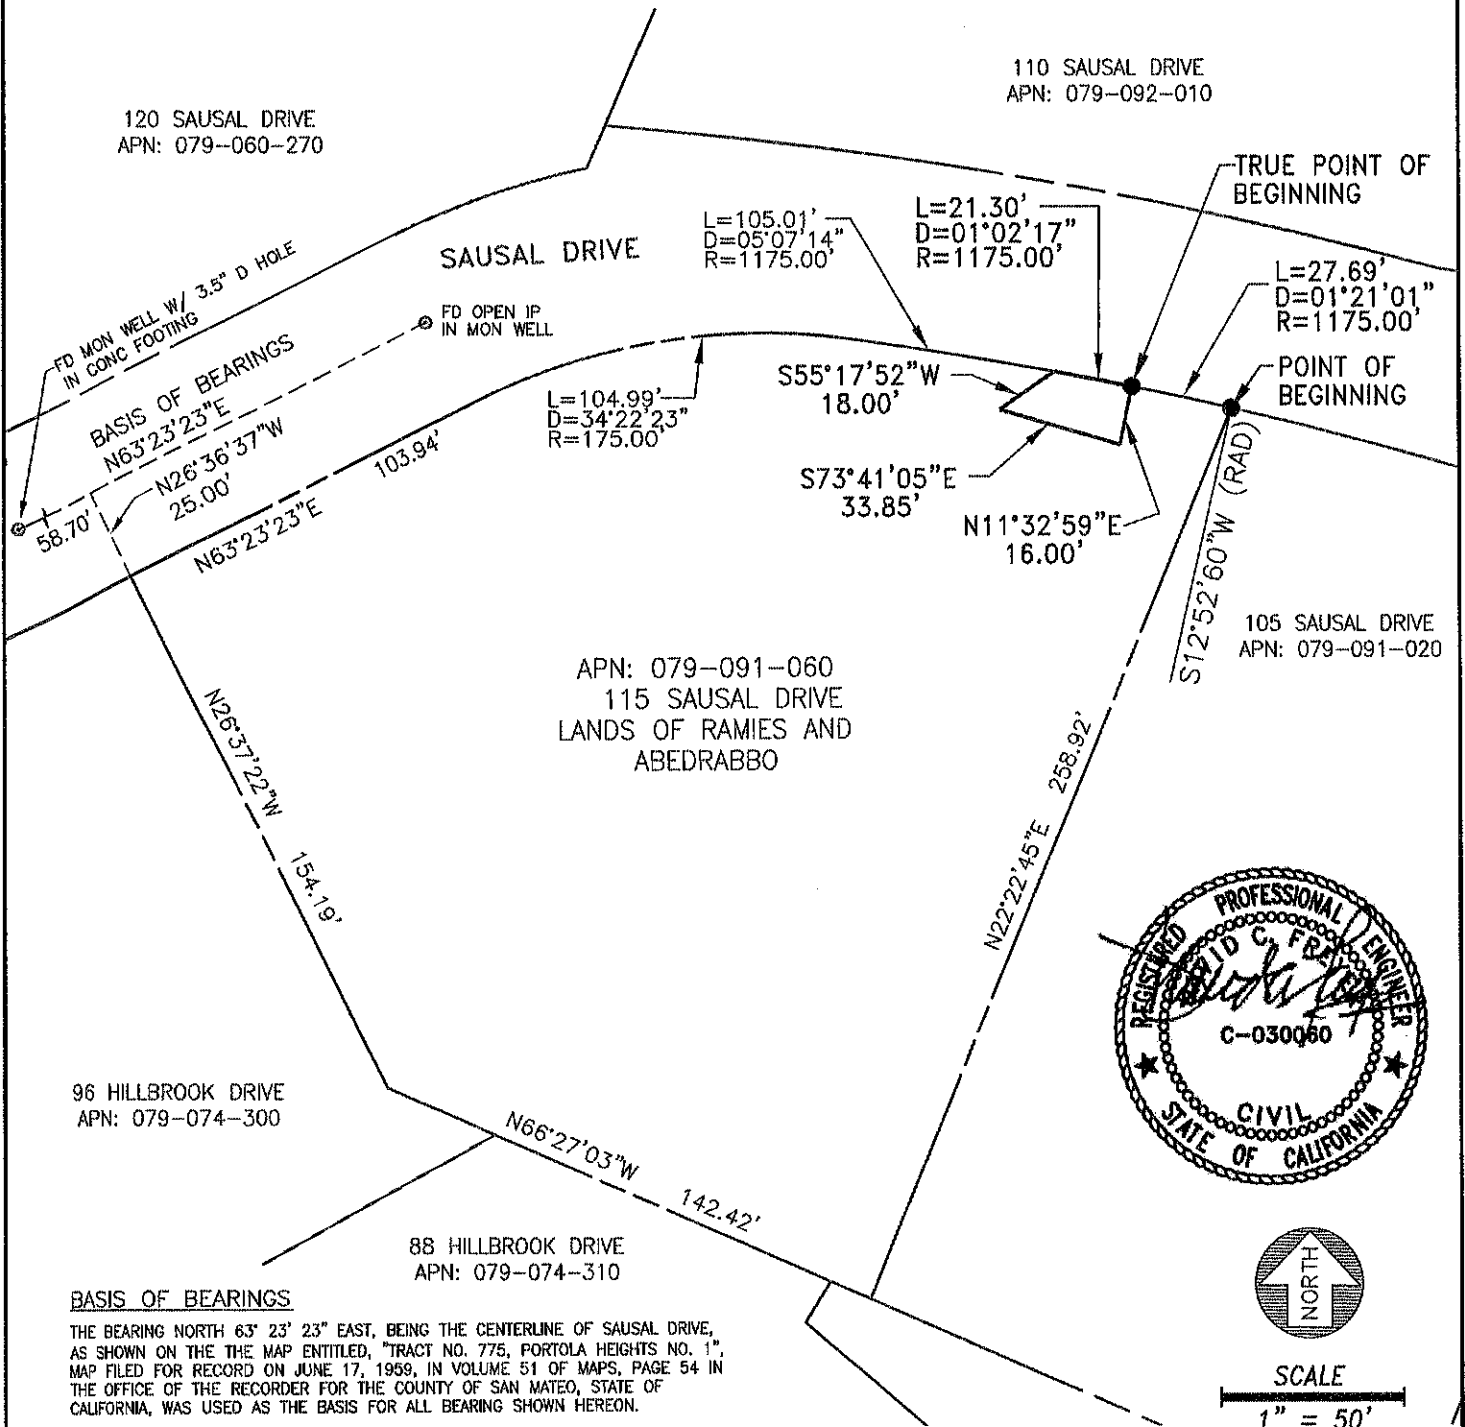 120 SAUSAL DRIVE
APN: 079-060-270
110 SAUSAL DRIVE
APN: 079-092-010
TRUE POINT OF
BEGINNING
L=105.01'
D=05°07'14"
R=1175.00'
L=21.30'
D=01°02'17"
R=1175.00'
L=27.69'
D=01°21'01"
R=1175.00'
SAUSAL DRIVE
FD MON WELL W/ 3.5" D HOLE
IN CONC FOOTING
FD OPEN IP
IN MON WELL
BASIS OF BEARINGS
N63°23'23"E
POINT OF
BEGINNING
S55°17'52"W
18.00'
L=104.99'
D=34°22'23"
R=175.00'
N26°36'37"W
25.00'
103.94'
58.70'
N63°23'23"E
S73°41'05"E
33.85'
N11°32'59"E
16.00'
S12°52'60"W (RAD)
105 SAUSAL DRIVE
APN: 079-091-020
APN: 079-091-060
115 SAUSAL DRIVE
LANDS OF RAMIES AND
ABEDRABBO
N26°37'22"W 154.19'
N22°22'45"E 258.92'
REGISTERED PROFESSIONAL ENGINEER
DAVID C.
C-030060
CIVIL
STATE OF CALIFORNIA
96 HILLBROOK DRIVE
APN: 079-074-300
N66°27'03"W 142.42'
88 HILLBROOK DRIVE
APN: 079-074-310
NORTH
BASIS OF BEARINGS
THE BEARING NORTH 63° 23' 23" EAST, BEING THE CENTERLINE OF SAUSAL DRIVE,
AS SHOWN ON THE THE MAP ENTITLED, "TRACT NO. 775, PORTOLA HEIGHTS NO. 1",
MAP FILED FOR RECORD ON JUNE 17, 1959, IN VOLUME 51 OF MAPS, PAGE 54 IN
THE OFFICE OF THE RECORDER FOR THE COUNTY OF SAN MATEO, STATE OF
CALIFORNIA, WAS USED AS THE BASIS FOR ALL BEARING SHOWN HEREON.
SCALE
1" = 50'